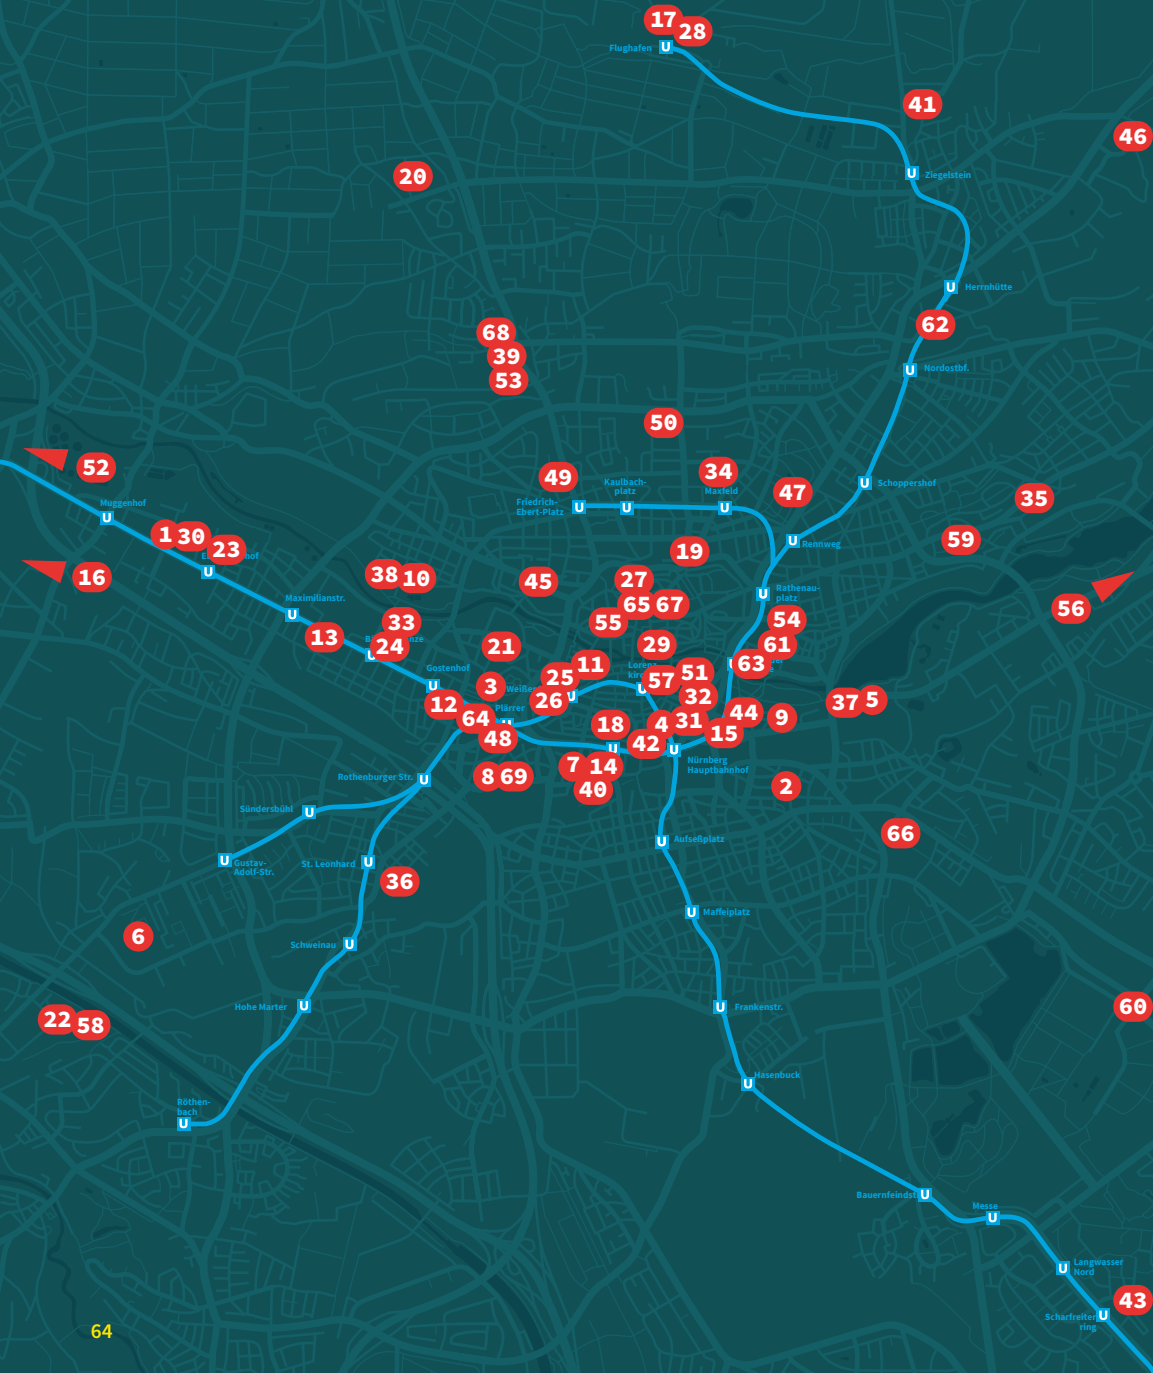 17
28
Flughafen
U
41
46
20
U
Ziegelstein
U
Herrnhütte
62
68
39
53
U
Nordostbf.
50
52
49
Kaulbach-
platz
34
Maxfeld
U
Schoppershof
47
35
Friedrich-
Ebert-Platz
U
U
U
Muggenhof
U
1
30
23
U
U
Rennweg
59
19
16
38
10
45
27
U
Rathenau-
platz
56
Maximilianstr.
U
65
67
33
55
54
13
24
21
29
61
63
11
Gostenhof
U
3
25
57
51
26
32
37
5
12
64
Plärrer
48
18
4
31
44
9
15
42
U
U
Nürnberg
Hauptbahnhof
Rothenburger Str.
U
8
69
7
14
40
2
Sündersbühl
U
66
U
Aufseßplatz
U
Gustav-
Adolf-Str.
St. Leonhard
U
36
U
Maffeiplatz
6
Schweinau
U
Hohe Marter
U
U
Frankenstr.
60
22
58
Hasenbuck
U
Röthen-
bach
U
U
Messe
U
U
Langwasser
Nord
43
U
ring
64